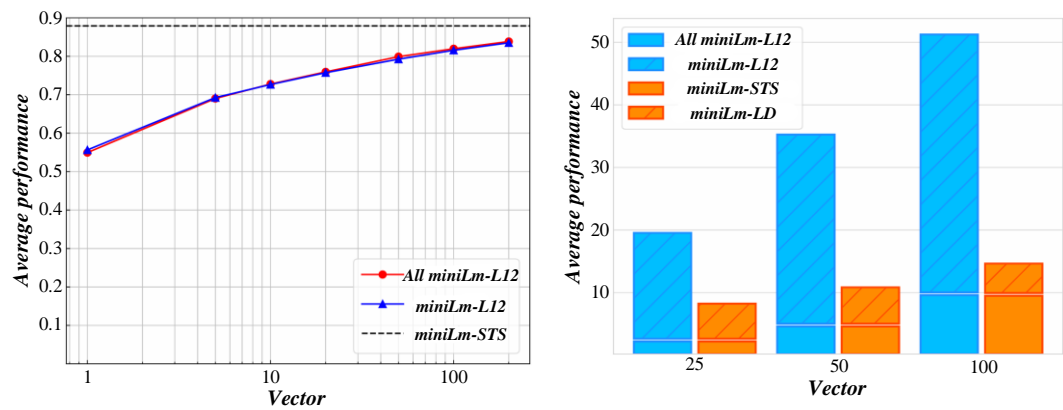 0.9
0.8
0.7
0.6
0.5
0.4
0.3
0.2
0.1
Average performance
1
10
100
Vector
All miniLm-L12
miniLm-L12
miniLm-STS
50
40
30
20
10
Average performance
25
50
100
Vector
All miniLm-L12
miniLm-L12
miniLm-STS
miniLm-LD